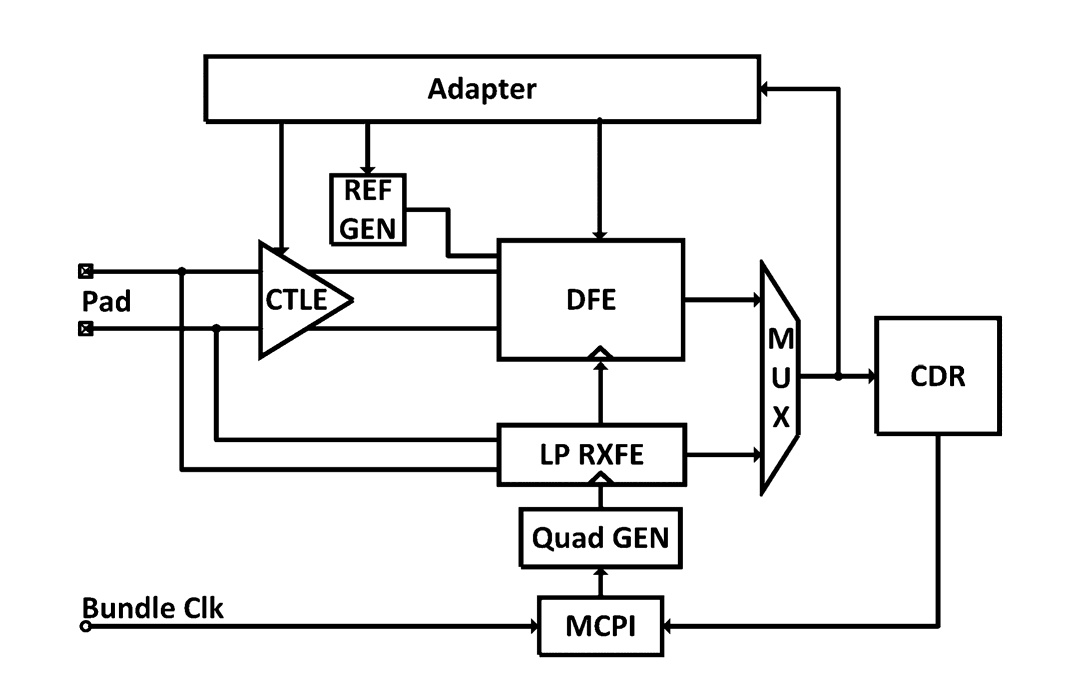 Adapter
REF
GEN
Pad
CTLE
DFE
M
U
X
CDR
LP RXFE
Quad GEN
Bundle Clk
MCPI